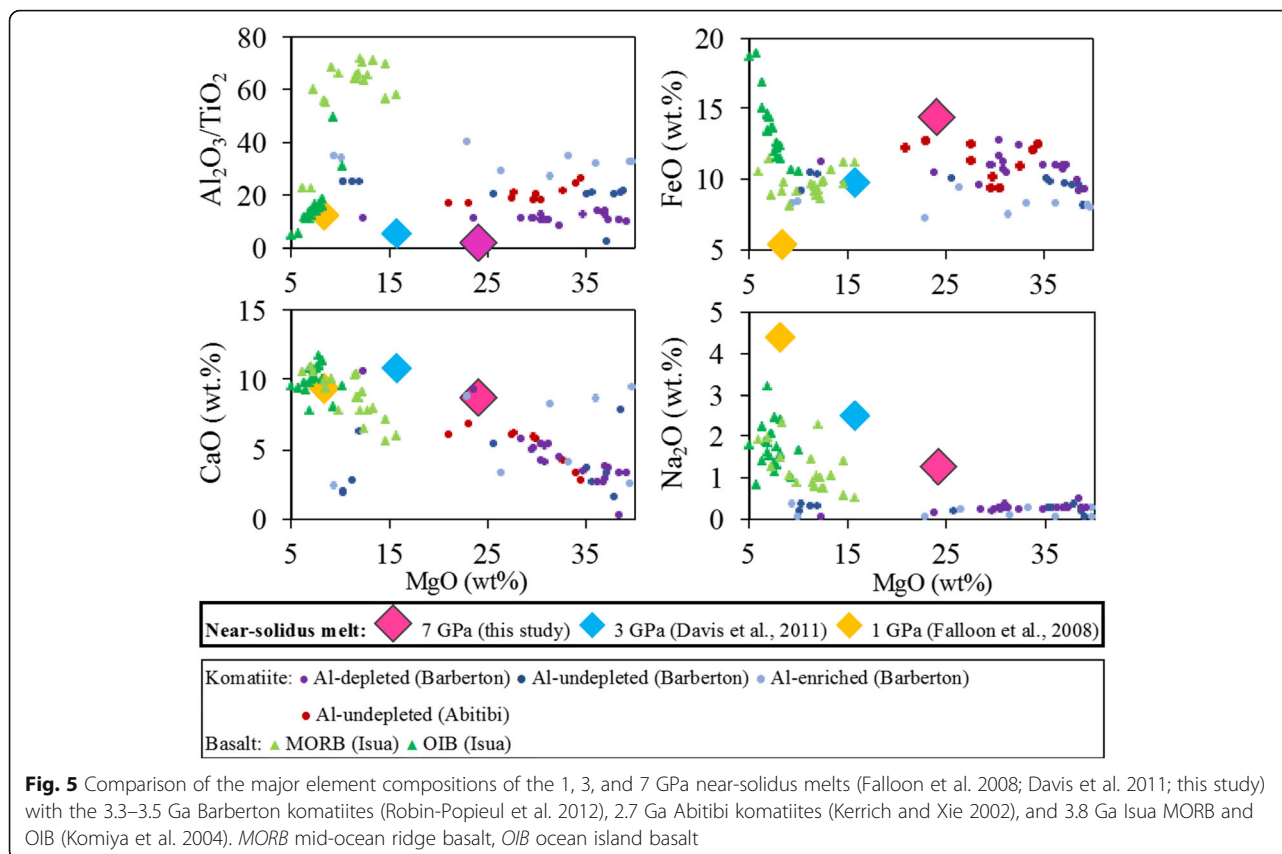 80
60
40
20
0
Al₂O₃/TiO₂
5 15 25 35
20
15
10
5
FeO (wt.%)
5 15 25 35
15
10
5
0
CaO (wt.%)
5 15 25 35
MgO (wt%)
5
4
3
2
1
0
Na₂O (wt.%)
5 15 25 35
MgO (wt%)
Near-solidus melt: 7 GPa (this study) 3 GPa (Davis et al., 2011) 1 GPa (Falloon et al., 2008)
Komatiite: Al-depleted (Barberton) Al-undepleted (Barberton) Al-enriched (Barberton)
Al-undepleted (Abitibi)
Basalt: MORB (Isua) OIB (Isua)
Fig. 5 Comparison of the major element compositions of the 1, 3, and 7 GPa near-solidus melts (Falloon et al. 2008; Davis et al. 2011; this study)
with the 3.3–3.5 Ga Barberton komatiites (Robin-Popieul et al. 2012), 2.7 Ga Abitibi komatiites (Kerrich and Xie 2002), and 3.8 Ga Isua MORB and
OIB (Komiya et al. 2004). MORB mid-ocean ridge basalt, OIB ocean island basalt